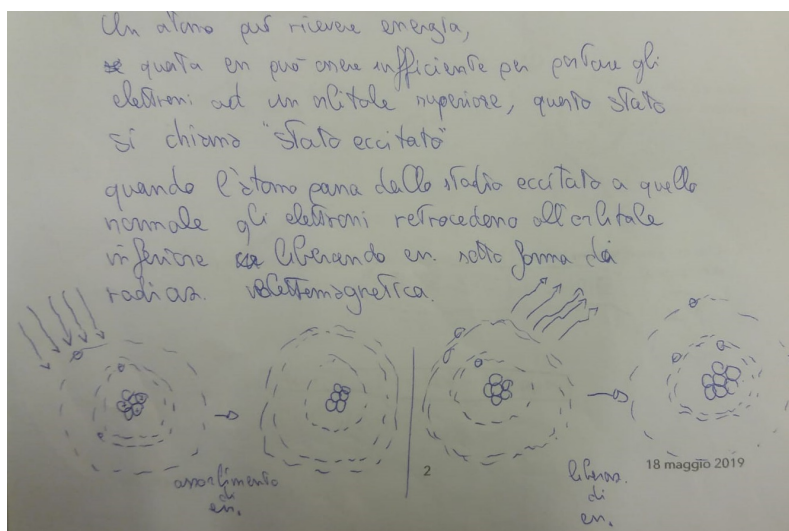 Un atomo può ricevere energia,
se questa en può essere sufficiente per portare gli
elettroni ad un orbitale superiore, questo stato
si chiama "stato eccitato"
quando l'atomo passa dallo stadio eccitato a quello
normale gli elettroni retrocedono all'orbitale
inferiore liberando en. sotto forma di
radiaz. elettromagnetica.
assorbimento
di
en.
2
liberaz.
di
en.
18 maggio 2019